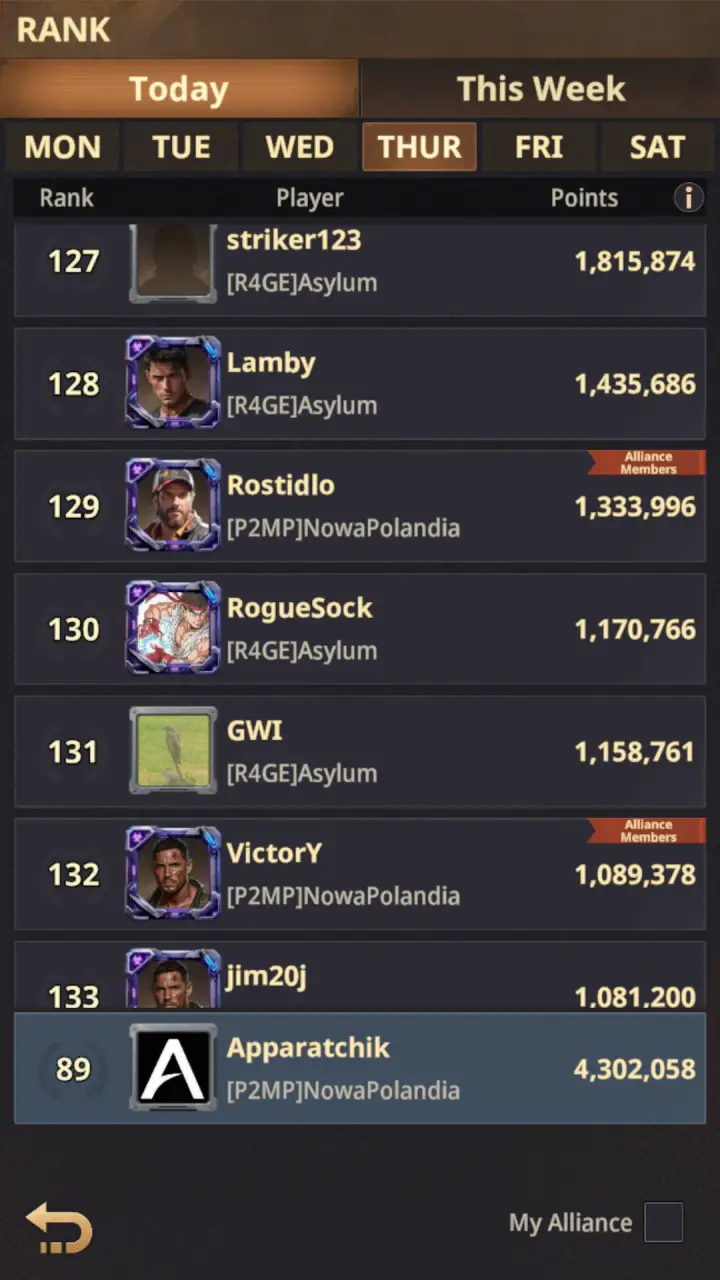 RANK
Today This Week
MON TUE WED THUR FRI SAT
Rank Player Points i
127 striker123 1,815,874
[R4GE]Asylum
128 Lamby 1,435,686
[R4GE]Asylum
Alliance
Members
129 Rostidlo 1,333,996
[P2MP]NowaPolandia
130 RogueSock 1,170,766
[R4GE]Asylum
131 GWI 1,158,761
[R4GE]Asylum
Alliance
Members
132 VictorY 1,089,378
[P2MP]NowaPolandia
133 jim20j 1,081,200
89 Apparatchik 4,302,058
[P2MP]NowaPolandia
My Alliance